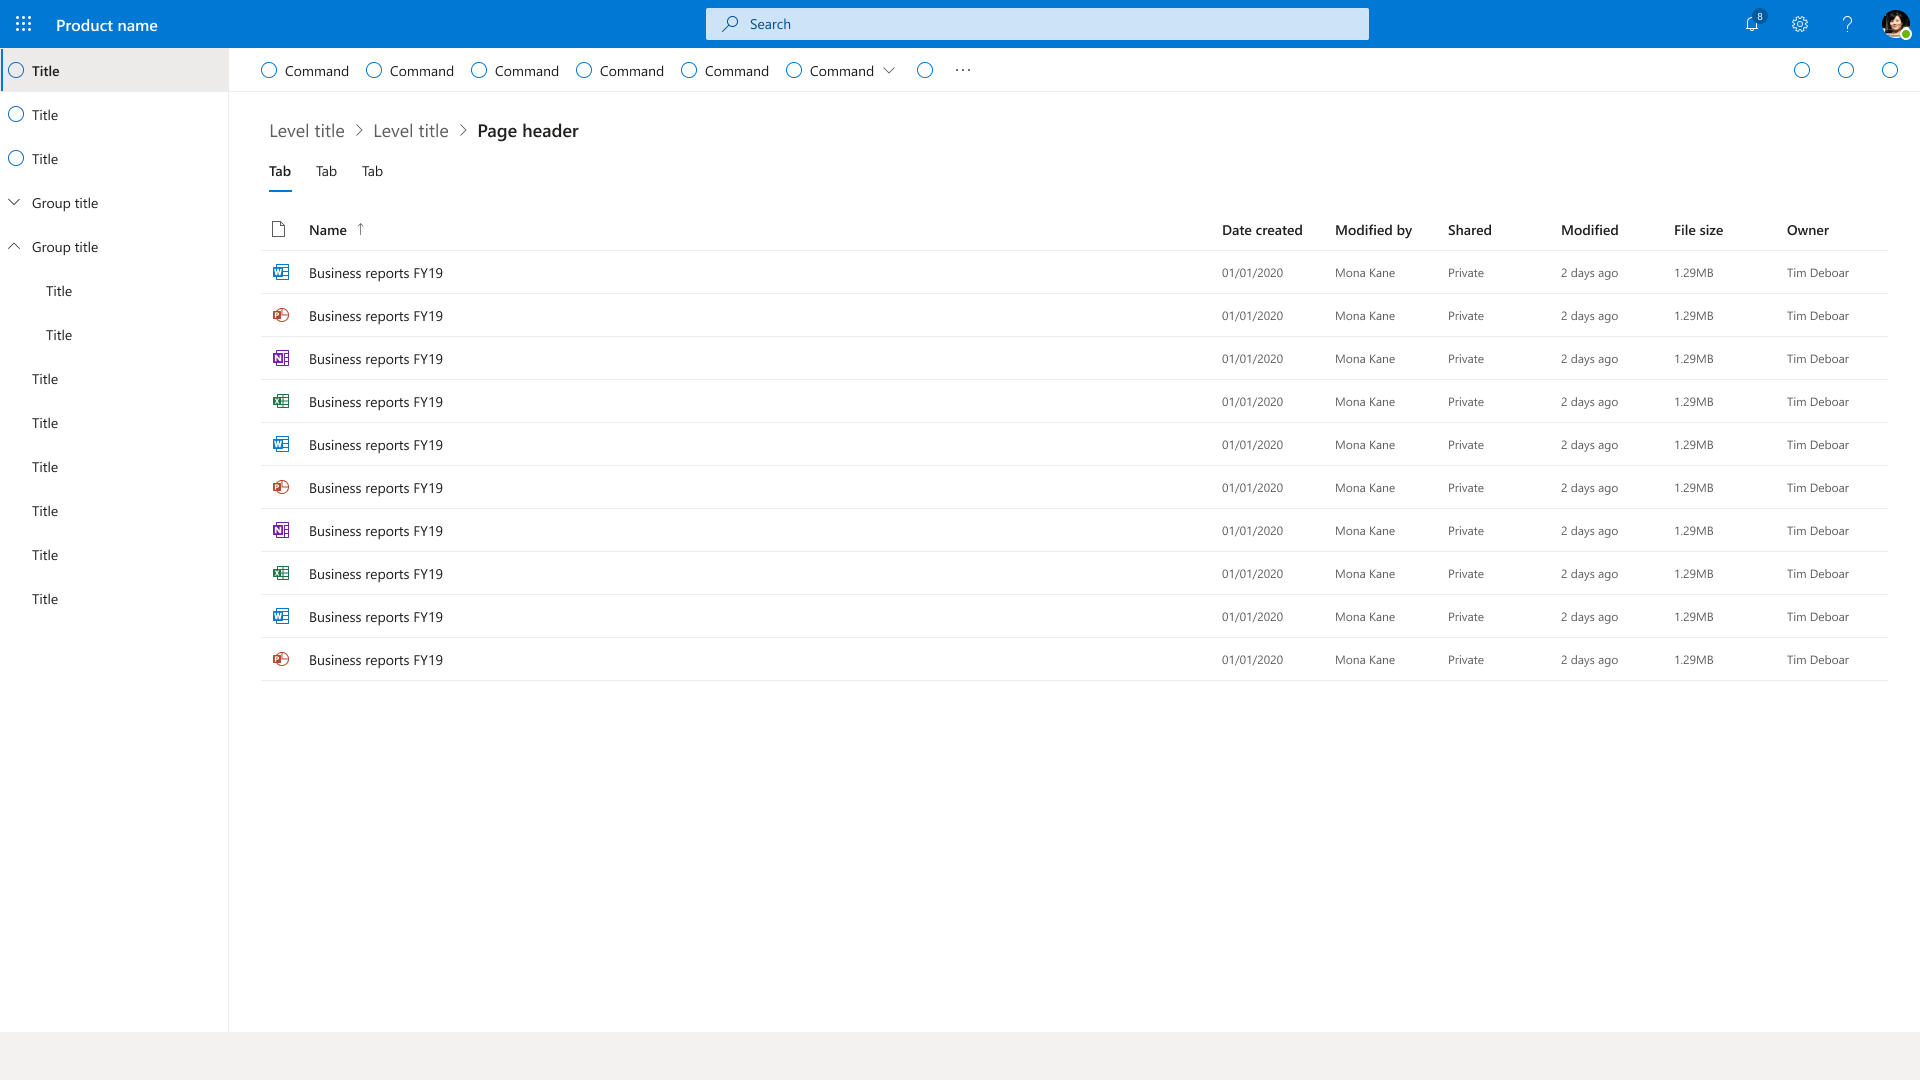 Product name
Search
8
Title
Title
Title
Group title
Group title
Title
Title
Title
Title
Title
Title
Title
Title
Command Command Command Command Command Command
Level title Level title Page header
Tab Tab Tab
Name Date created Modified by Shared Modified File size Owner
Business reports FY19 01/01/2020 Mona Kane Private 2 days ago 1.29MB Tim Deboar
Business reports FY19 01/01/2020 Mona Kane Private 2 days ago 1.29MB Tim Deboar
Business reports FY19 01/01/2020 Mona Kane Private 2 days ago 1.29MB Tim Deboar
Business reports FY19 01/01/2020 Mona Kane Private 2 days ago 1.29MB Tim Deboar
Business reports FY19 01/01/2020 Mona Kane Private 2 days ago 1.29MB Tim Deboar
Business reports FY19 01/01/2020 Mona Kane Private 2 days ago 1.29MB Tim Deboar
Business reports FY19 01/01/2020 Mona Kane Private 2 days ago 1.29MB Tim Deboar
Business reports FY19 01/01/2020 Mona Kane Private 2 days ago 1.29MB Tim Deboar
Business reports FY19 01/01/2020 Mona Kane Private 2 days ago 1.29MB Tim Deboar
Business reports FY19 01/01/2020 Mona Kane Private 2 days ago 1.29MB Tim Deboar